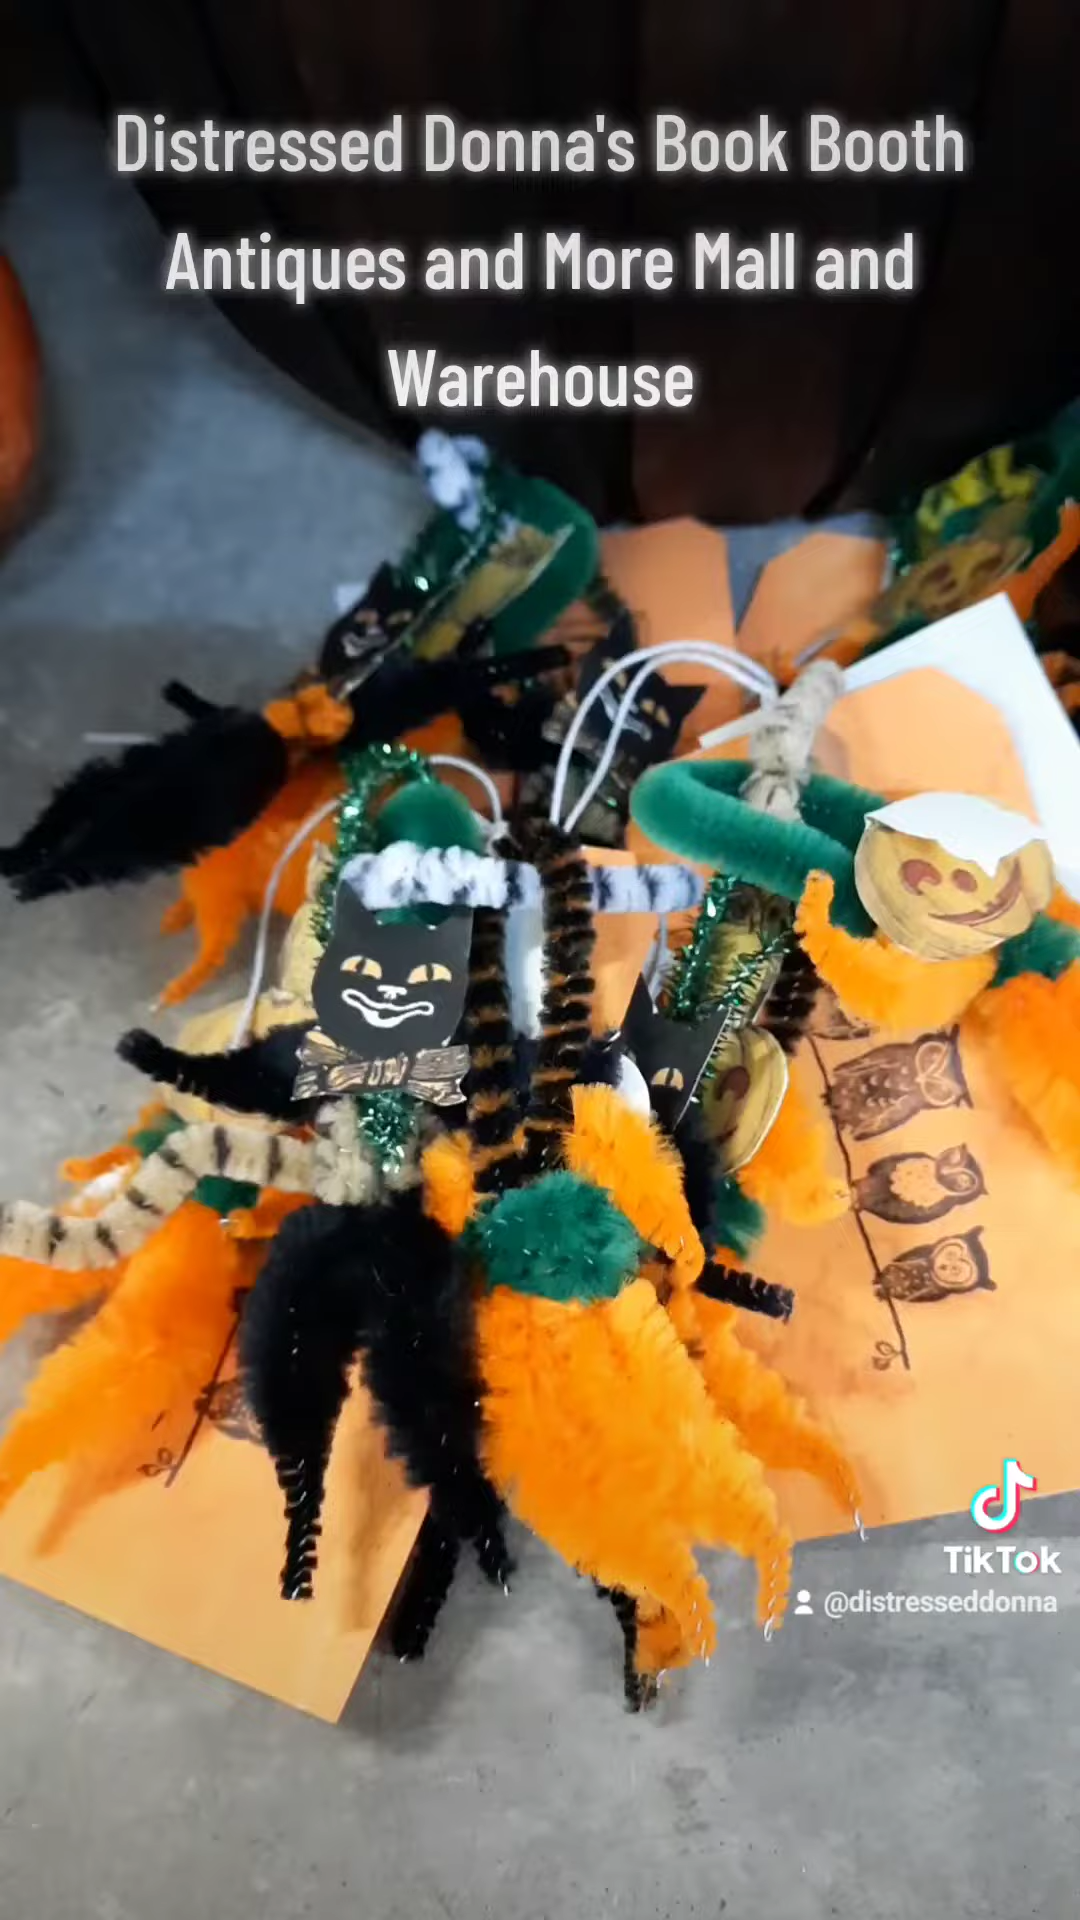 Distressed Donna's Book Booth
Antiques and More Mall and
Warehouse
TikTok
@distresseddonna